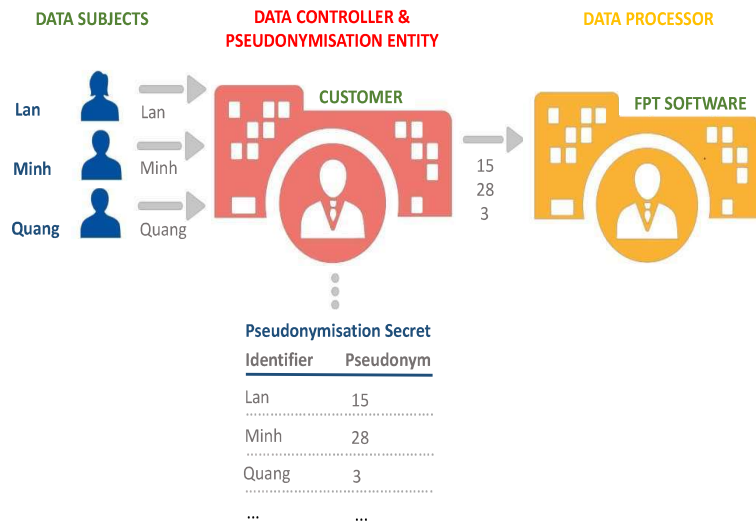 DATA SUBJECTS
DATA CONTROLLER &
PSEUDONYMISATION ENTITY
DATA PROCESSOR
CUSTOMER
FPT SOFTWARE
Lan
Lan
Minh
Minh
Quang
Quang
15
28
3
Pseudonymisation Secret
Identifier Pseudonym
Lan 15
Minh 28
Quang 3
... ...